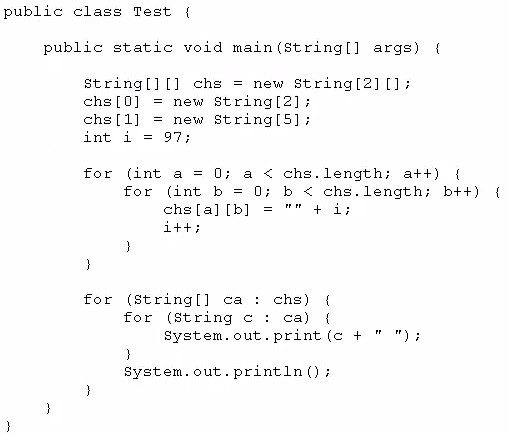 public class Test {
public static void main(String[] args) {
String[][] chs = new String[2][];
chs[0] = new String[2];
chs[1] = new String[5];
int i = 97;
for (int a = 0; a < chs.length; a++) {
for (int b = 0; b < chs.length; b++) {
chs[a][b] = "" + i;
i++;
}
}
for (String[] ca : chs) {
for (String c : ca) {
System.out.print(c + " ");
}
System.out.println();
}
}
}